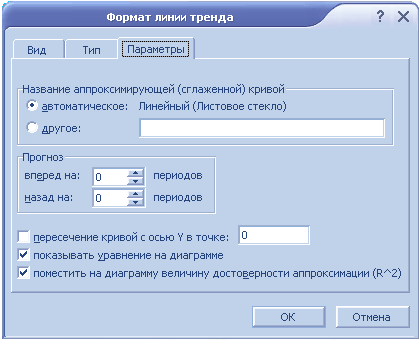 Формат линии тренда
Вид Тип Параметры
Название аппроксимирующей (сглаженной) кривой
автоматическое: Линейный (Листовое стекло)
другое:
Прогноз
вперед на: 0 периодов
назад на: 0 периодов
пересечение кривой с осью Y в точке: 0
показывать уравнение на диаграмме
поместить на диаграмму величину достоверности аппроксимации (R^2)
ОК Отмена